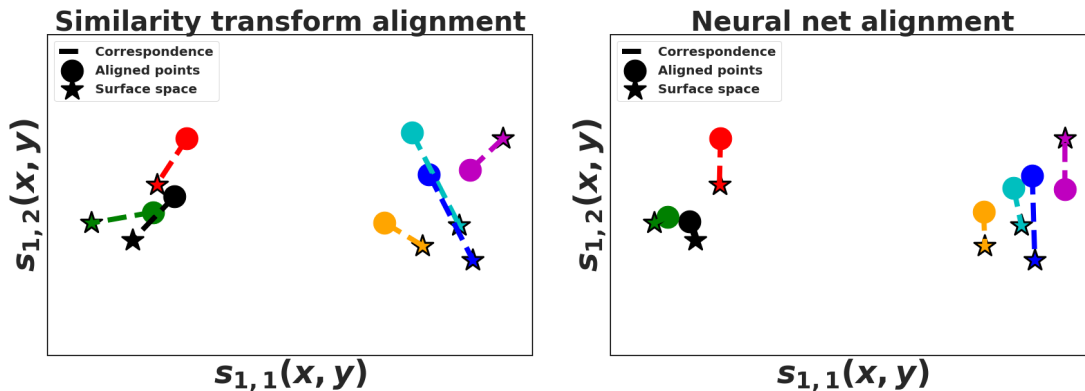 Similarity transform alignment
Correspondence
Aligned points
Surface space
s1,2(x, y)
s1,1(x, y)
Neural net alignment
Correspondence
Aligned points
Surface space
s1,2(x, y)
s1,1(x, y)